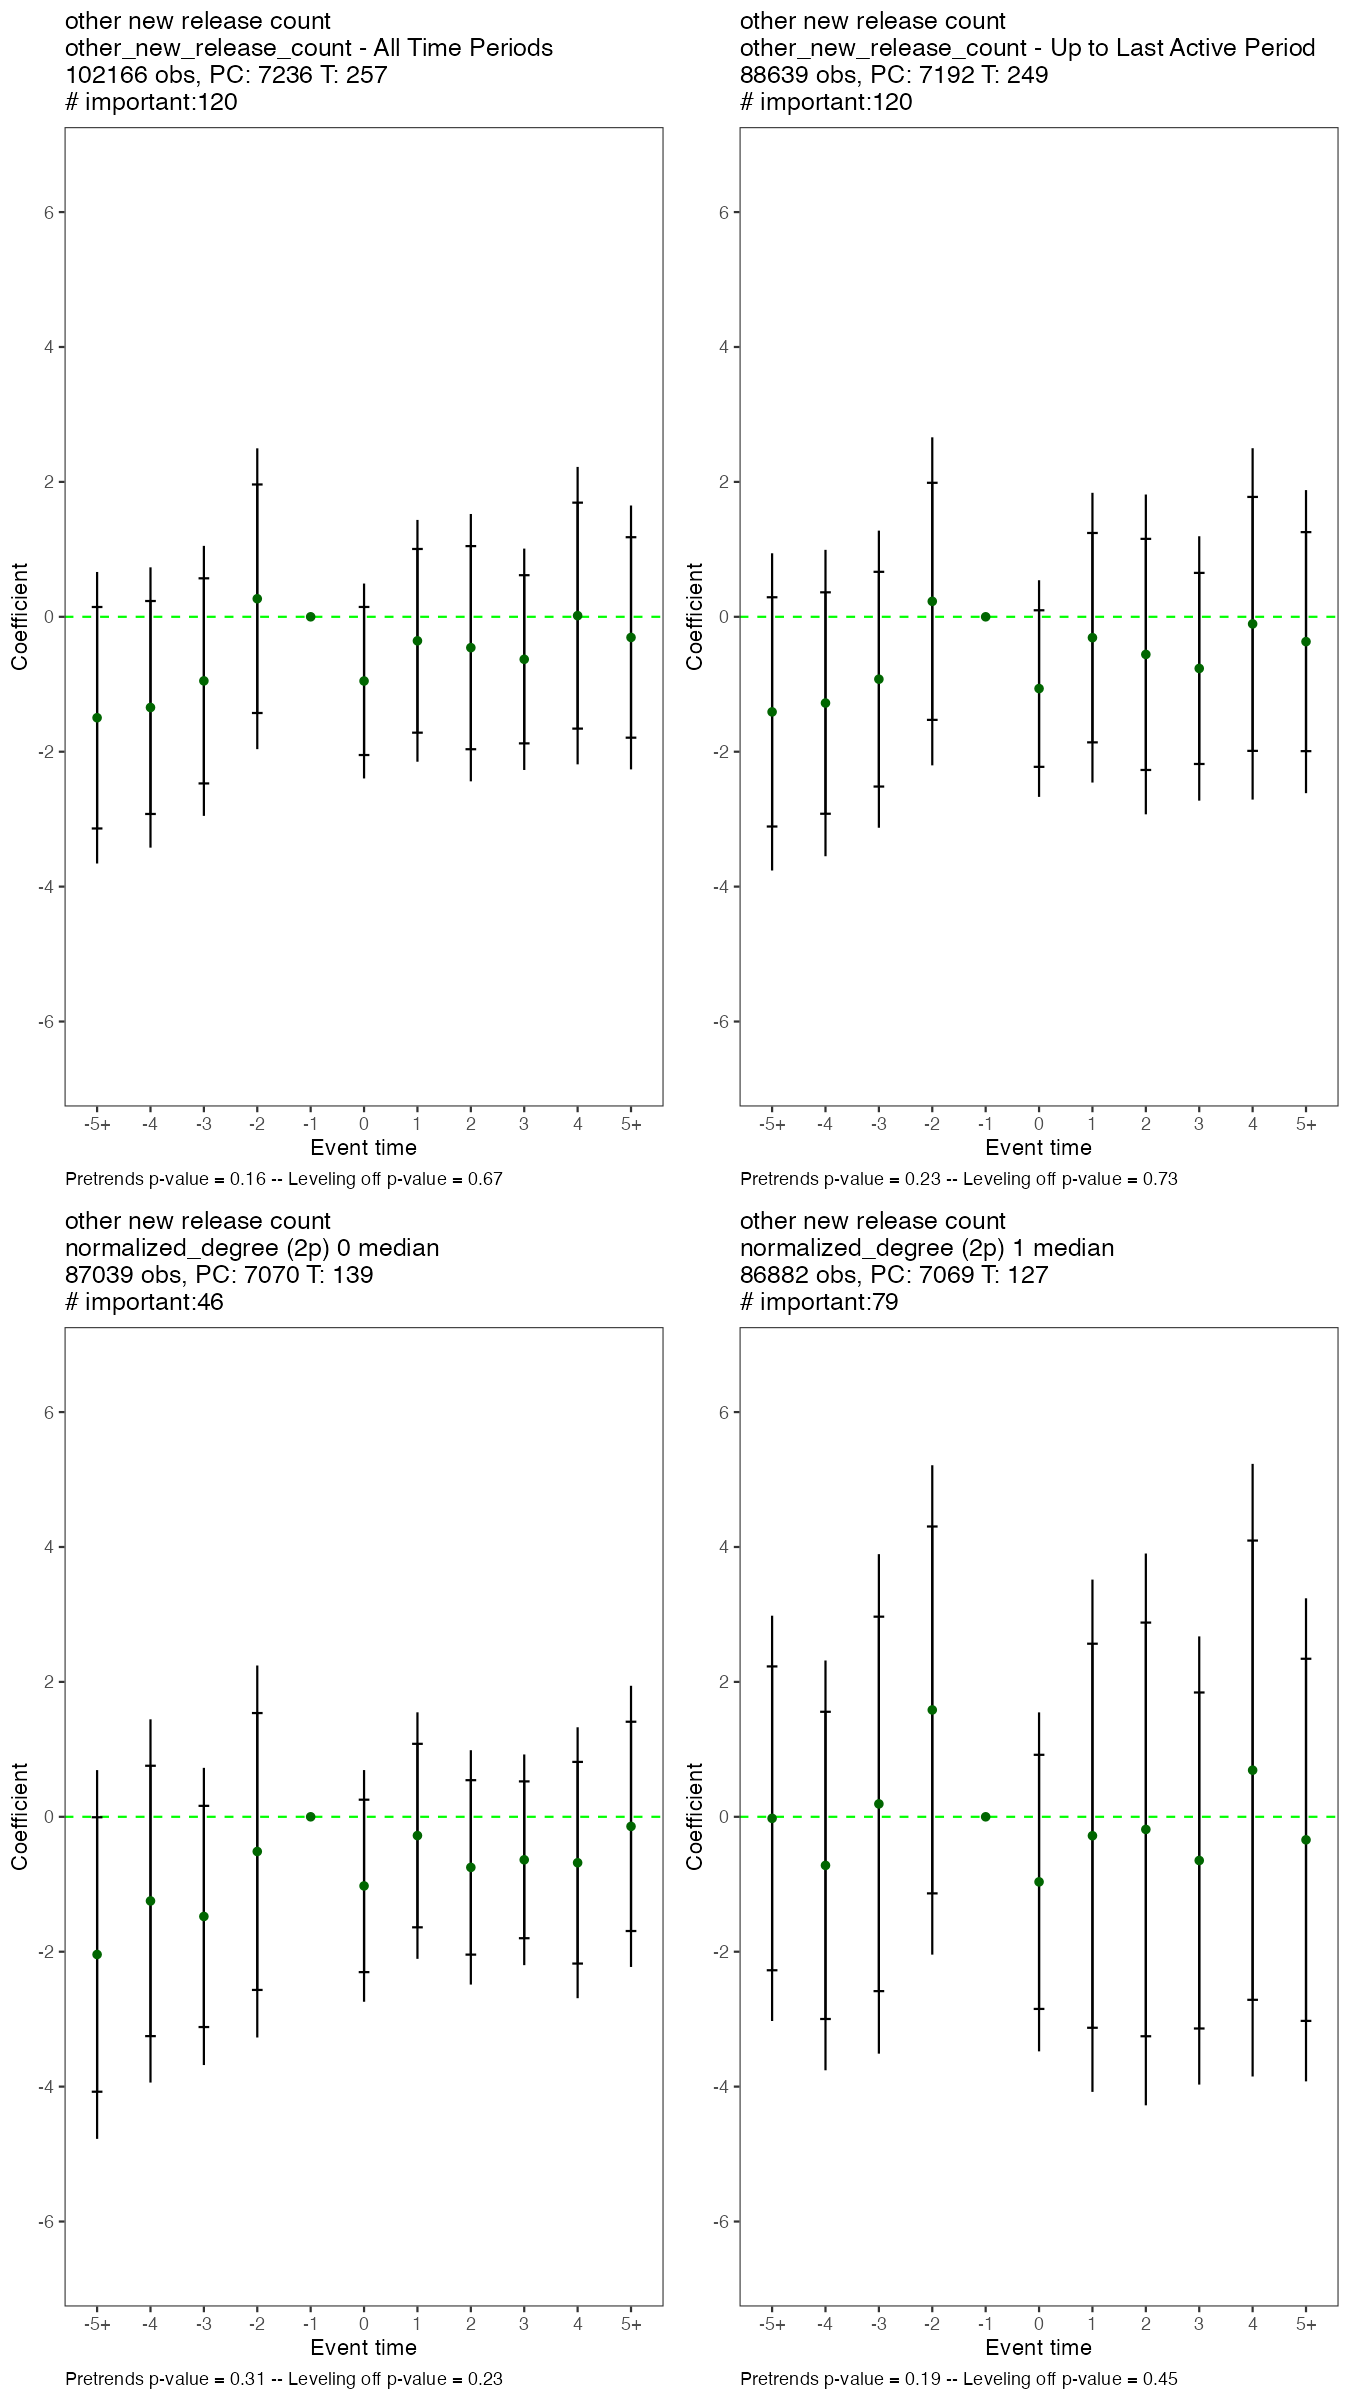 other new release count
other_new_release_count - All Time Periods
102166 obs, PC: 7236 T: 257
# important:120
6
4
2
0
-2
-4
-6
Coefficient
-5+ -4 -3 -2 -1 0 1 2 3 4 5+
Event time
Pretrends p-value = 0.16 -- Leveling off p-value = 0.67
other new release count
other_new_release_count - Up to Last Active Period
88639 obs, PC: 7192 T: 249
# important:120
6
4
2
0
-2
-4
-6
Coefficient
-5+ -4 -3 -2 -1 0 1 2 3 4 5+
Event time
Pretrends p-value = 0.23 -- Leveling off p-value = 0.73
other new release count
normalized_degree (2p) 0 median
87039 obs, PC: 7070 T: 139
# important:46
6
4
2
0
-2
-4
-6
Coefficient
-5+ -4 -3 -2 -1 0 1 2 3 4 5+
Event time
Pretrends p-value = 0.31 -- Leveling off p-value = 0.23
other new release count
normalized_degree (2p) 1 median
86882 obs, PC: 7069 T: 127
# important:79
6
4
2
0
-2
-4
-6
Coefficient
-5+ -4 -3 -2 -1 0 1 2 3 4 5+
Event time
Pretrends p-value = 0.19 -- Leveling off p-value = 0.45